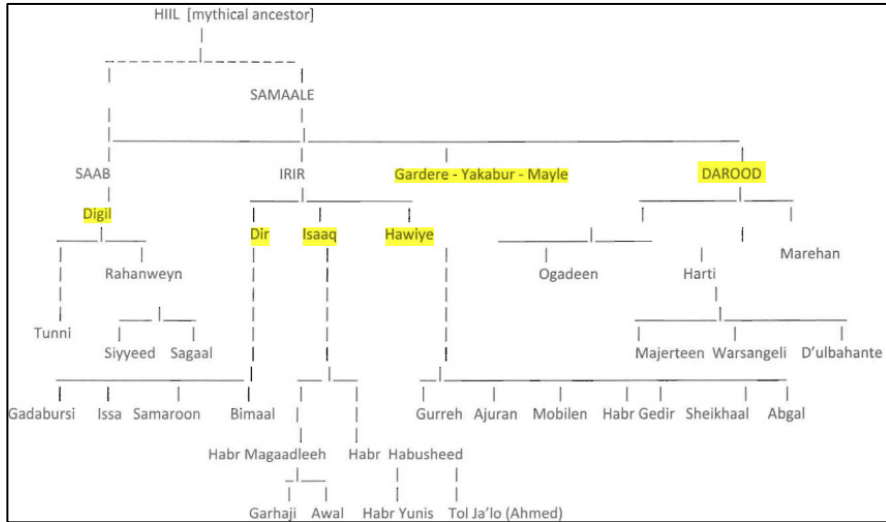 HIIL [mythical ancestor]
SAMAALE
SAAB IRIR Gardere - Yakabur - Mayle DAROOD
Digil
Dir Isaaq Hawiye
Marehan
Rahanweyn Ogadeen Harti
Tunni
Siyyeed Sagaal Majerteen Warsangeli D'ulbahante
Gadabursi Issa Samaroon Bimaal Gurreh Ajuran Mobilen Habr Gedir Sheikhaal Abgal
Habr Magaadleeh Habr Habusheed
Garhaji Awal Habr Yunis Tol Ja'lo (Ahmed)